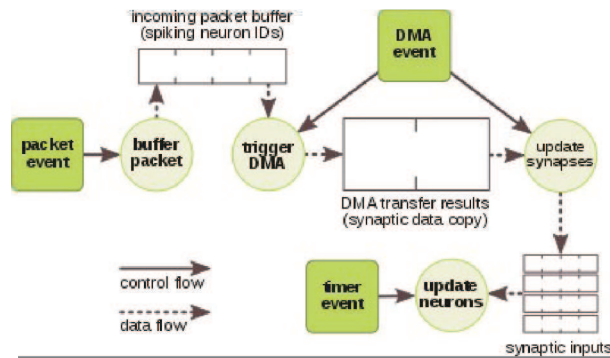 incoming packet buffer
(spiking neuron IDs)
DMA
event
packet
event
buffer
packet
trigger
DMA
update
synapses
DMA transfer results
(synaptic data copy)
control flow
data flow
timer
event
update
neurons
synaptic inputs